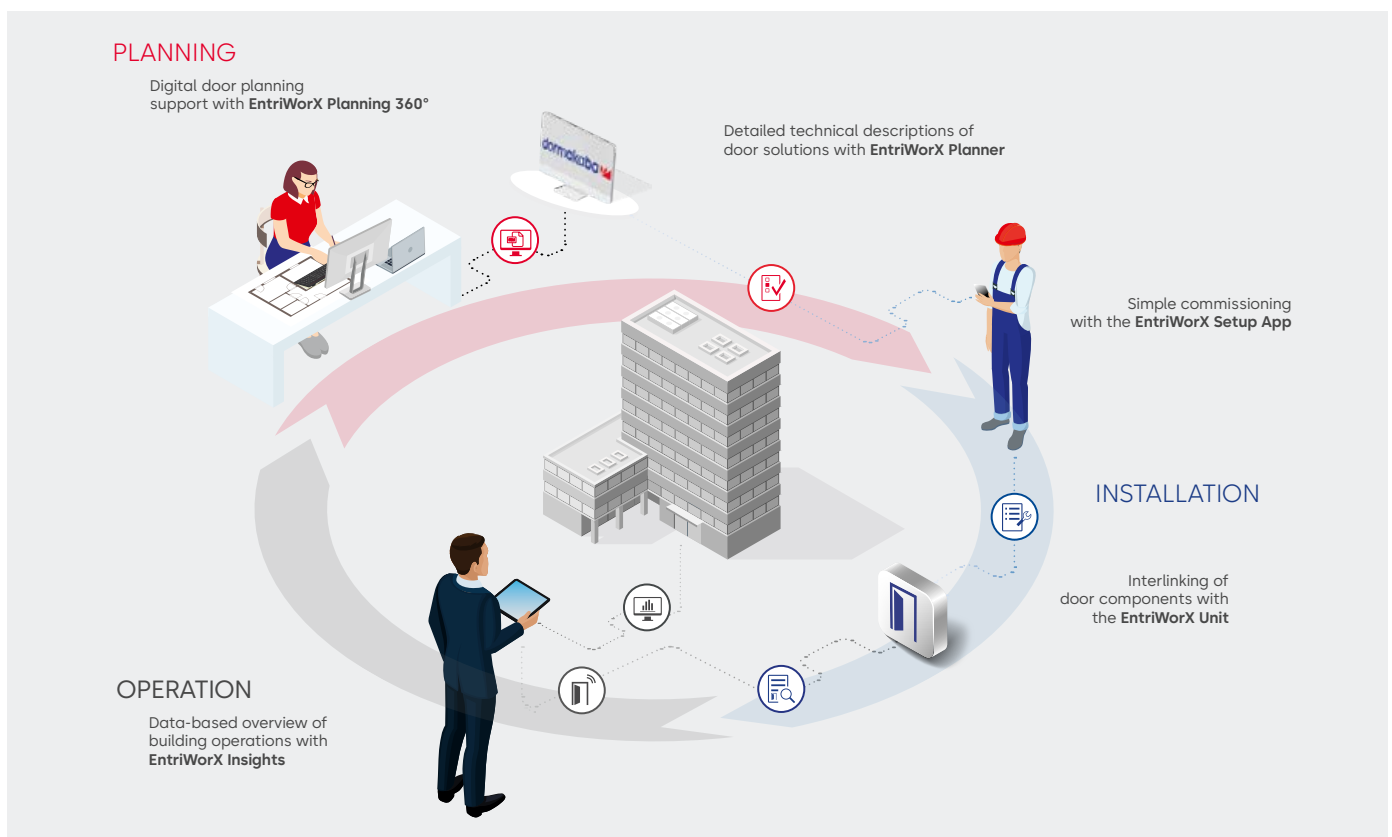 PLANNING
Digital door planning
support with EntriWorX Planning 360°
dormakaba
Detailed technical descriptions of
door solutions with EntriWorX Planner
Simple commissioning
with the EntriWorX Setup App
INSTALLATION
Interlinking of
door components with
the EntriWorX Unit
OPERATION
Data-based overview of
building operations with
EntriWorX Insights